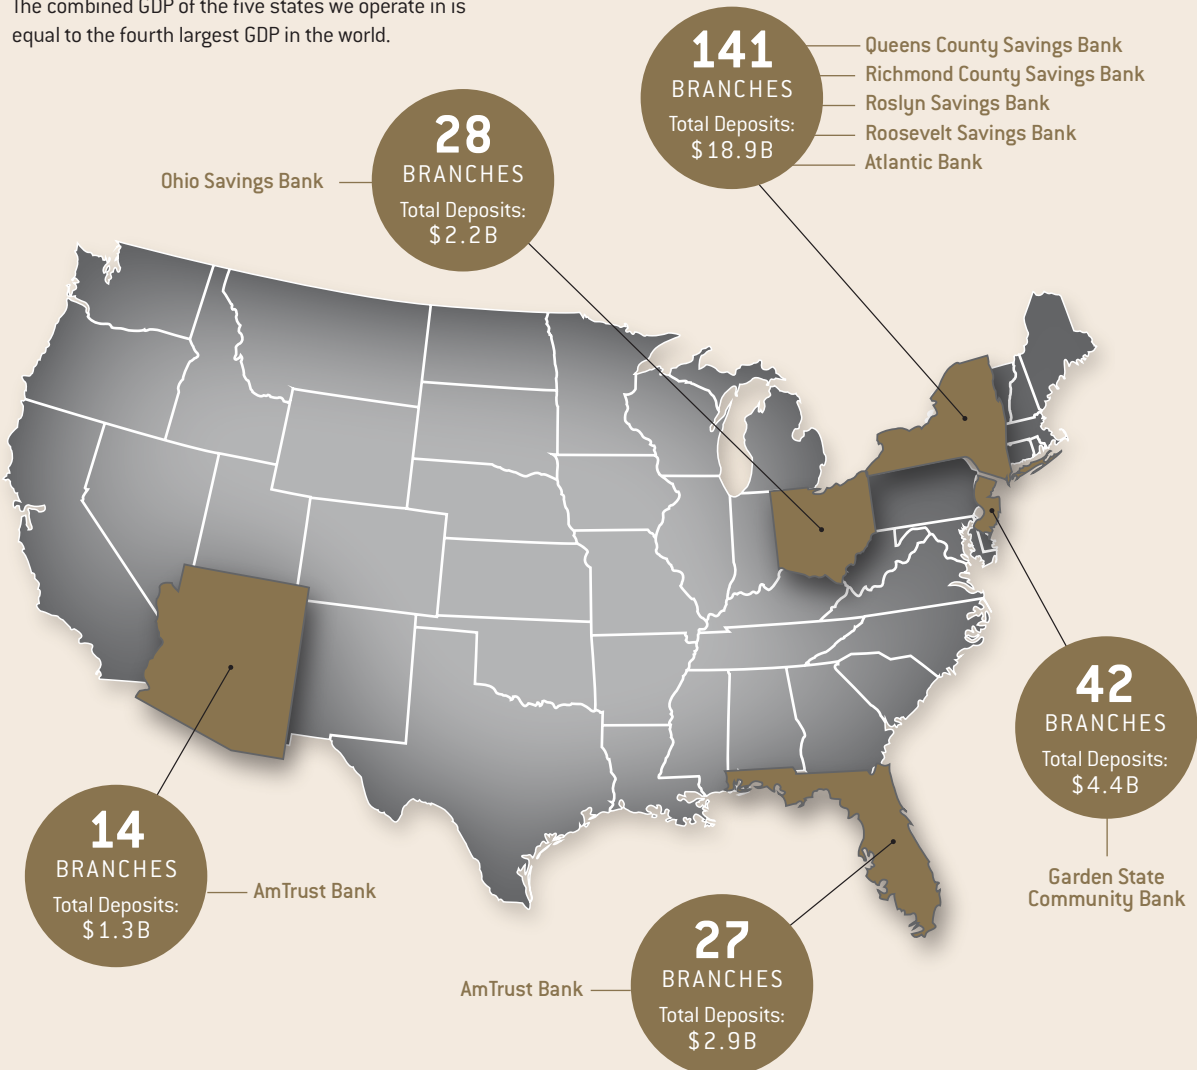 The combined GDP of the five states we operate in is
equal to the fourth largest GDP in the world.
141
BRANCHES
Total Deposits:
$18.9B
Queens County Savings Bank
Richmond County Savings Bank
Roslyn Savings Bank
Roosevelt Savings Bank
Atlantic Bank
28
BRANCHES
Total Deposits:
$2.2B
Ohio Savings Bank
42
BRANCHES
Total Deposits:
$4.4B
Garden State
Community Bank
14
BRANCHES
Total Deposits:
$1.3B
AmTrust Bank
27
BRANCHES
Total Deposits:
$2.9B
AmTrust Bank